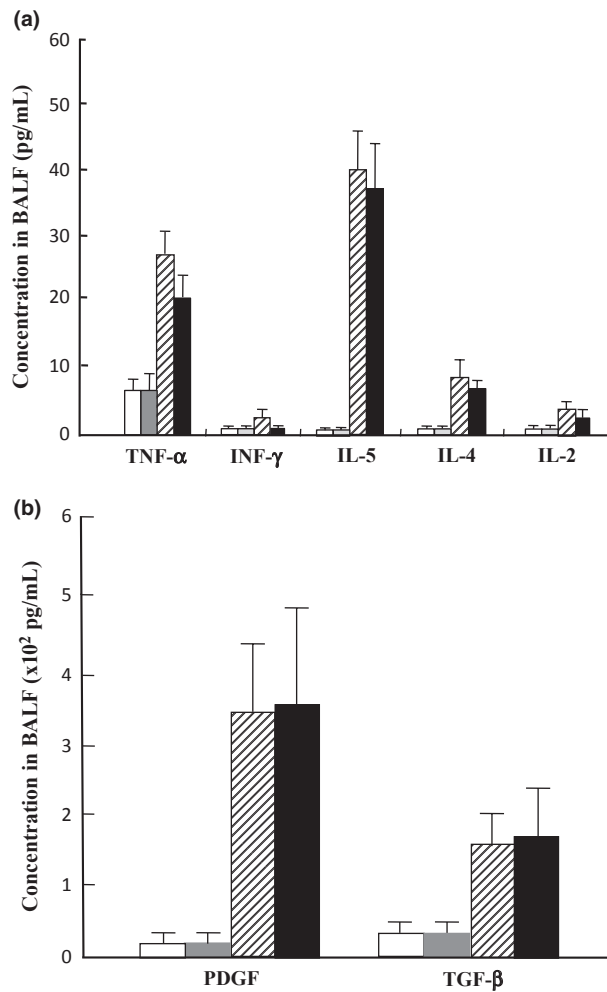 (a)
Concentration in BALF (pg/mL)
60
50
40
30
20
10
0
TNF-α INF-γ IL-5 IL-4 IL-2
(b)
Concentration in BALF (x10² pg/mL)
6
5
4
3
2
1
0
PDGF TGF-β